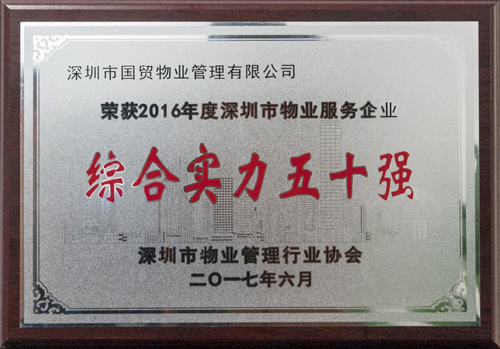 深圳市国贸物业管理有限公司
荣获2016年度深圳市物业服务企业
综合实力五十强
深圳市物业管理行业协会
二〇一七年六月